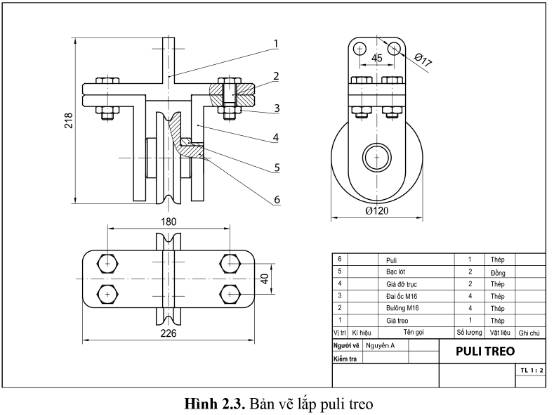 1
2
3
4
5
6
218
45
Ø17
Ø120
180
40
226
6 Puli 1 Thép
5 Bạc lót 2 Đồng
4 Giá đỡ trục 2 Thép
3 Đai ốc M16 4 Thép
2 Bulông M16 4 Thép
1 Giá treo 1 Thép
Vị trí Kí hiệu Tên gọi Số lượng Vật liệu Ghi chú
Người vẽ Nguyễn A
Kiểm tra
PULI TREO
TL 1 : 2
Hình 2.3. Bản vẽ lắp puli treo